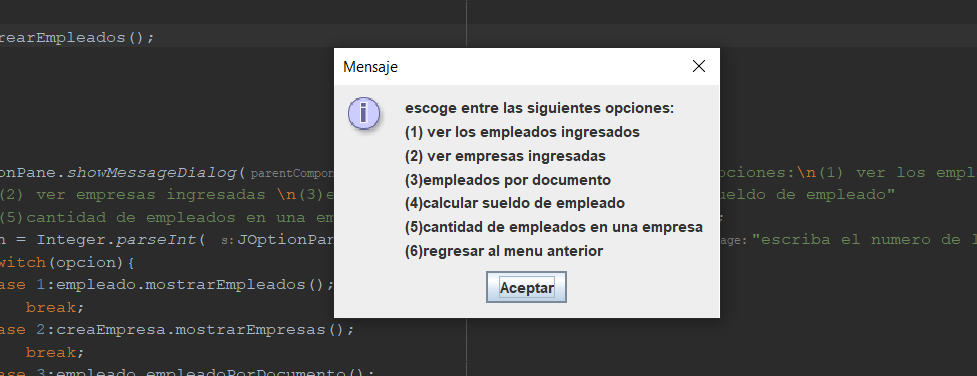 rearEmpleados();
Mensaje
escoge entre las siguientes opciones:
(1) ver los empleados ingresados
(2) ver empresas ingresadas
(3)empleados por documento
(4)calcular sueldo de empleado
(5)cantidad de empleados en una empresa
(6)regresar al menu anterior
Aceptar
onPane.showMessageDialog( parentCompon ciones:\n(1) ver los empl
(2) ver empresas ingresadas \n(3)e ueldo de empleado"
(5)cantidad de empleados en una em ;
n = Integer.parseInt( s: JOptionPan age: "escriba el numero de l
witch(opcion){
ase 1:empleado.mostrarEmpleados();
break;
ase 2:creaEmpresa.mostrarEmpresas();
break;
ase 3:empleado.empleadoPorDocumento();